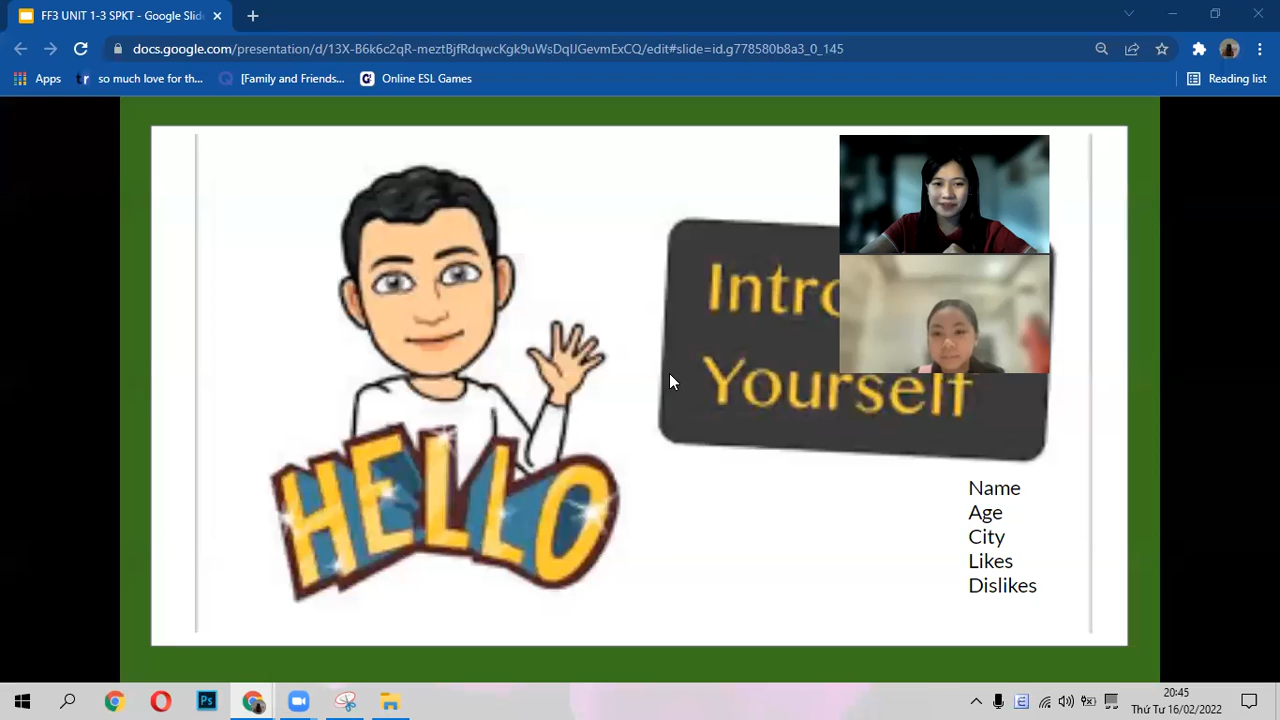 FF3 UNIT 1-3 SPKT - Google Slide
docs.google.com/presentation/d/13X-B6k6c2qR-meztBjfRdqwcKgk9uWsDqIJGevmExCQ/edit#slide=id.g778580b8a3_0_145
Apps
so much love for th...
[Family and Friends...
Online ESL Games
Reading list
Intro
Yourself
HELLO
Name
Age
City
Likes
Dislikes
Ps
20:45
Thứ Tư 16/02/2022